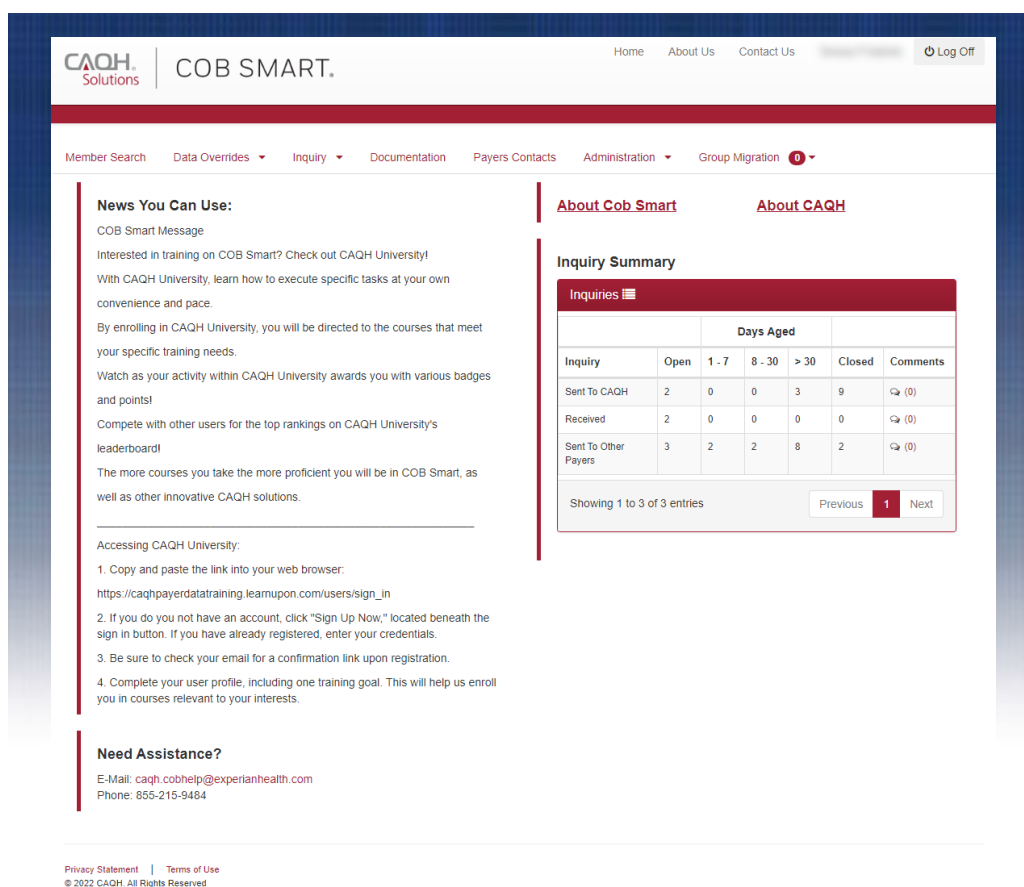 CAQH. Solutions
COB SMART.
Home About Us Contact Us Log Off
Member Search Data Overrides Inquiry Documentation Payers Contacts Administration Group Migration 0
News You Can Use:
COB Smart Message
Interested in training on COB Smart? Check out CAQH University!
With CAQH University, learn how to execute specific tasks at your own
convenience and pace.
By enrolling in CAQH University, you will be directed to the courses that meet
your specific training needs.
Watch as your activity within CAQH University awards you with various badges
and points!
Compete with other users for the top rankings on CAQH University's
leaderboard!
The more courses you take the more proficient you will be in COB Smart, as
well as other innovative CAQH solutions.
Accessing CAQH University:
1. Copy and paste the link into your web browser:
https://caqhpayerdatatraining.learnupon.com/users/sign_in
2. If you do you not have an account, click "Sign Up Now," located beneath the
sign in button. If you have already registered, enter your credentials.
3. Be sure to check your email for a confirmation link upon registration.
4. Complete your user profile, including one training goal. This will help us enroll
you in courses relevant to your interests.
Need Assistance?
E-Mail: caqh.cobhelp@experianhealth.com
Phone: 855-215-9484
About Cob Smart About CAQH
Inquiry Summary
Inquiries
Days Aged
Inquiry Open 1 - 7 8 - 30 > 30 Closed Comments
Sent To CAQH 2 0 0 3 9 (0)
Received 2 0 0 0 0 (0)
Sent To Other
Payers 3 2 2 8 2 (0)
Showing 1 to 3 of 3 entries Previous 1 Next
Privacy Statement | Terms of Use
© 2022 CAQH. All Rights Reserved